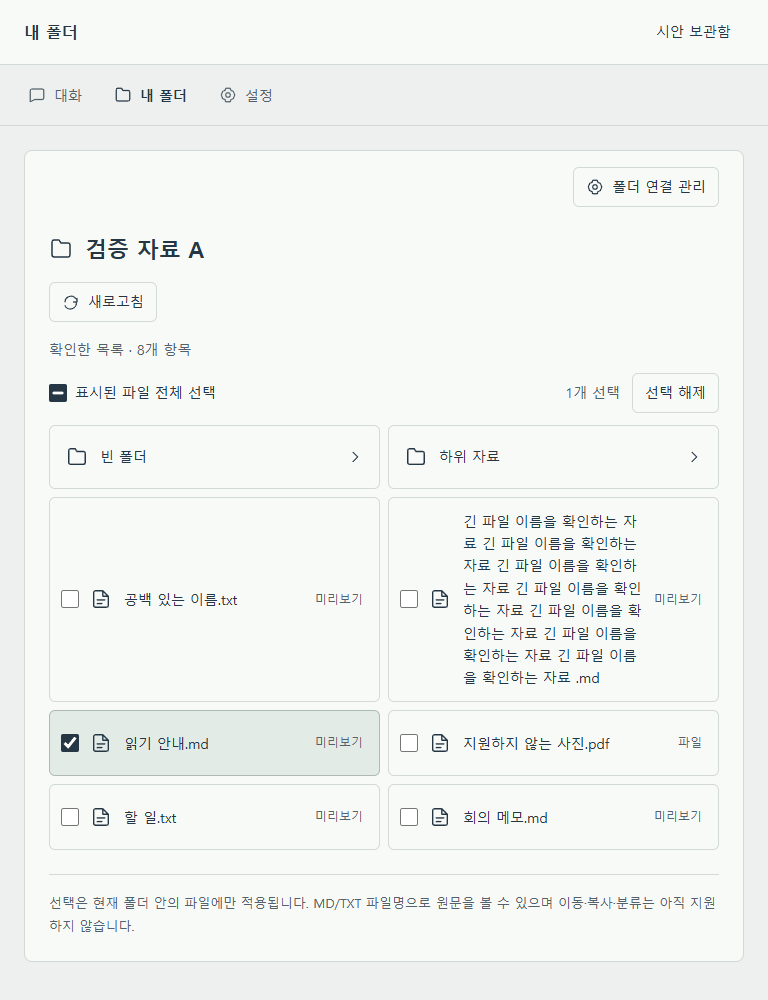 내 폴더
시안 보관함
대화
내 폴더
설정
폴더 연결 관리
검증 자료 A
새로고침
확인한 목록 · 8개 항목
표시된 파일 전체 선택
1개 선택
선택 해제
빈 폴더
하위 자료
공백 있는 이름.txt
미리보기
긴 파일 이름을 확인하는 자
료 긴 파일 이름을 확인하는
자료 긴 파일 이름을 확인하
는 자료 긴 파일 이름을 확인
하는 자료 긴 파일 이름을 확
인하는 자료 긴 파일 이름을
확인하는 자료 긴 파일 이름
을 확인하는 자료 .md
미리보기
읽기 안내.md
미리보기
지원하지 않는 사진.pdf
파일
할 일.txt
미리보기
회의 메모.md
미리보기
선택은 현재 폴더 안의 파일에만 적용됩니다. MD/TXT 파일명으로 원문을 볼 수 있으며 이동·복사·분류는 아직 지원
하지 않습니다.